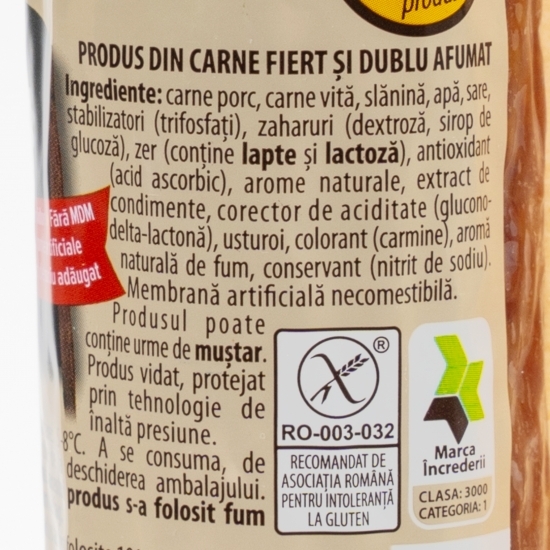 produs
PRODUS DIN CARNE FIERT ȘI DUBLU AFUMAT
Ingrediente: carne porc, carne vită, slănină, apă, sare,
stabilizatori (trifosfați), zaharuri (dextroză, sirop de
glucoză), zer (conține lapte și lactoză), antioxidant
(acid ascorbic), arome naturale, extract de
condimente, corector de aciditate (glucono-
delta-lactonă), usturoi, colorant (carmine), aromă
naturală de fum, conservant (nitrit de sodiu).
Membrană artificială necomestibilă.
Fără MDM
adăugat
Produsul poate
conține urme de muștar.
Produs vidat, protejat
prin tehnologie de
înaltă presiune.
-8°C. A se consuma, de
deschiderea ambalajului.
produs s-a folosit fum
®
RO-003-032
RECOMANDAT DE
ASOCIAȚIA ROMÂNĂ
PENTRU INTOLERANȚĂ
LA GLUTEN
Marca
Încrederii
CLASA: 3000
CATEGORIA: 1